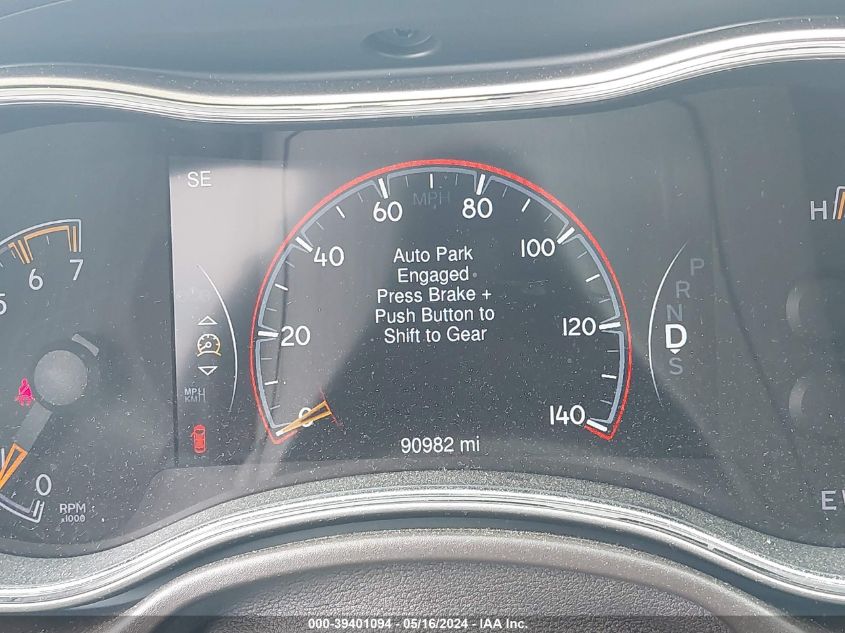 SE
MPH
60 80
40 100
20 120
0 140
Auto Park
Engaged
Press Brake +
Push Button to
Shift to Gear
90982 mi
MPH
KM
P
R
N
D
S
5 6 7
0
RPM
x1000
H
E
000-39401094 - 05/16/2024 - IAA Inc.